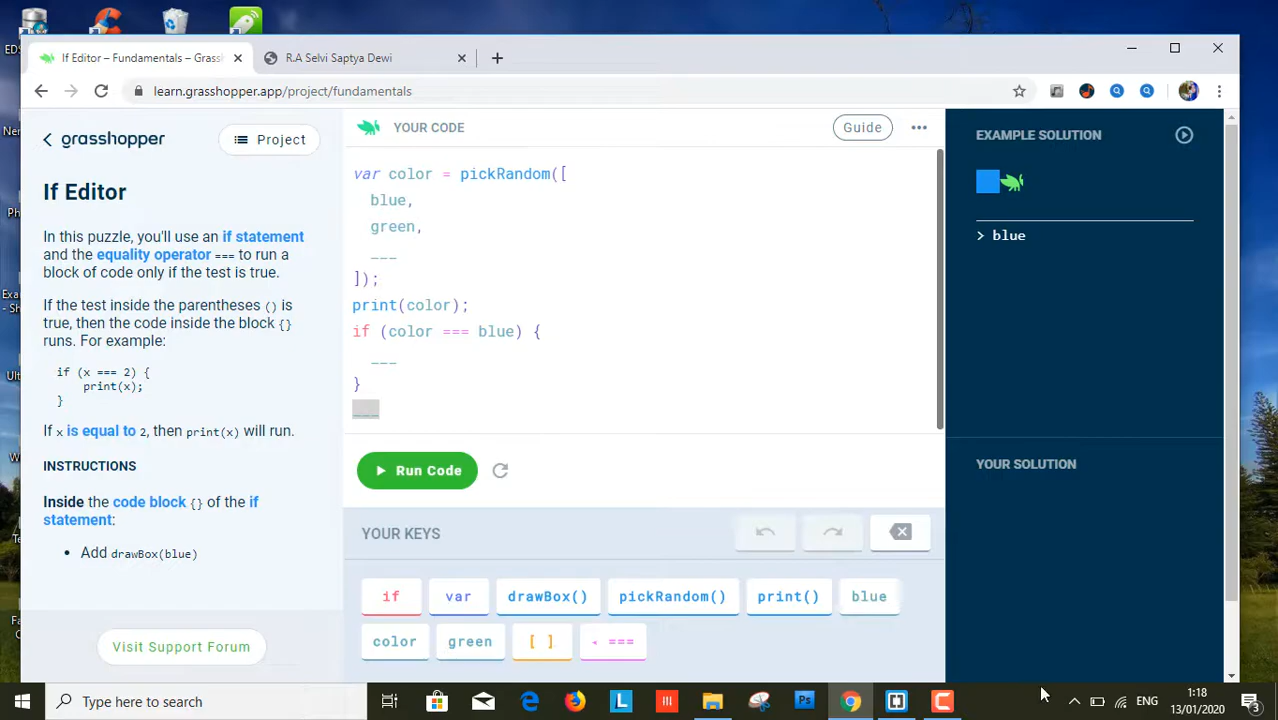 EDS
If Editor – Fundamentals – Grassh
R.A Selvi Saptya Dewi
learn.grasshopper.app/project/fundamentals
grasshopper
Project
If Editor
In this puzzle, you'll use an if statement
and the equality operator === to run a
block of code only if the test is true.
If the test inside the parentheses () is
true, then the code inside the block {}
runs. For example:
if (x === 2) {
print(x);
}
If x is equal to 2, then print(x) will run.
INSTRUCTIONS
Inside the code block {} of the if
statement:
Add drawBox(blue)
Visit Support Forum
YOUR CODE
Guide
var color = pickRandom([
blue,
green,
___
]);
print(color);
if (color === blue) {
___
}
___
Run Code
YOUR KEYS
if
var
drawBox()
pickRandom()
print()
blue
color
green
[ ]
===
EXAMPLE SOLUTION
> blue
YOUR SOLUTION
Type here to search
L
Ps
ENG
1:18
13/01/2020
3